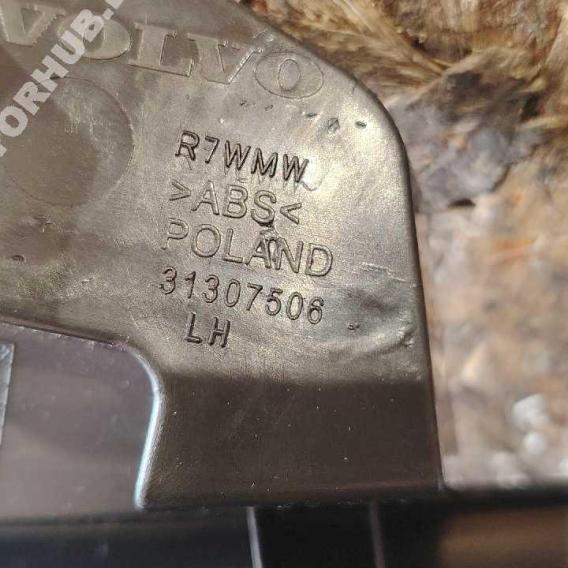 VOLVO
R7WMW
>ABS<
POLAND
31307506
LH